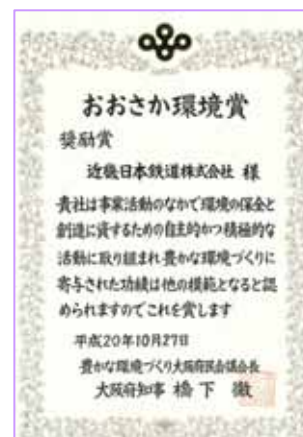 おおさか環境賞
奨励賞
近畿日本鉄道株式会社 様
貴社は事業活動のなかで環境の保全と
創造に資するための自主的かつ積極的な
活動に取り組まれ豊かな環境づくりに
寄与された功績は他の模範となると認
められますのでこれを賞します
平成20年10月27日
豊かな環境づくり大阪府民会議会長
大阪府知事 橋下 徹